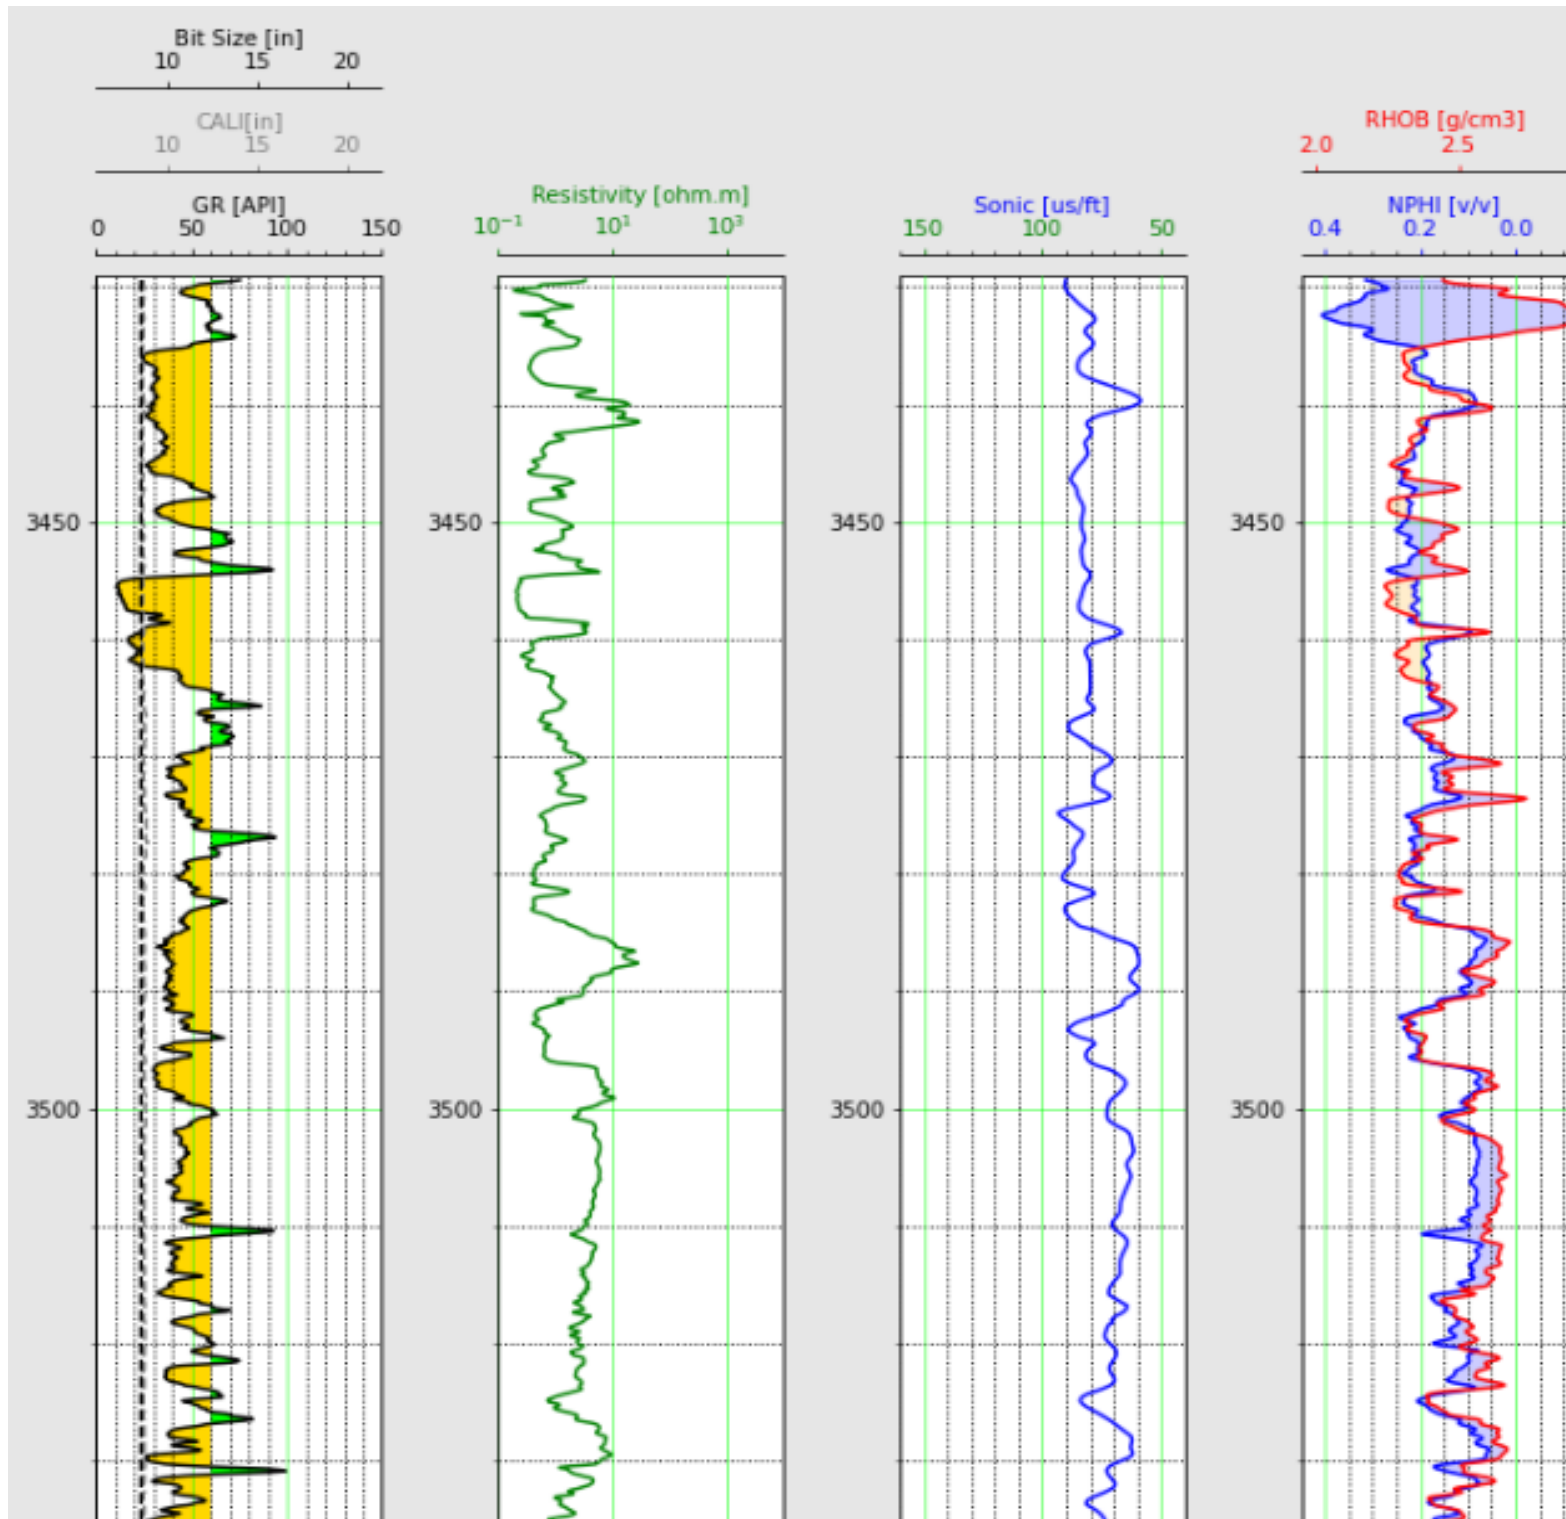 Bit Size [in]
10 15 20
CALI[in]
10 15 20
GR [API]
0 50 100 150
Resistivity [ohm.m]
10⁻¹ 10¹ 10³
Sonic [us/ft]
150 100 50
RHOB [g/cm3]
2.0 2.5
NPHI [v/v]
0.4 0.2 0.0
3450 3450 3450 3450
3500 3500 3500 3500